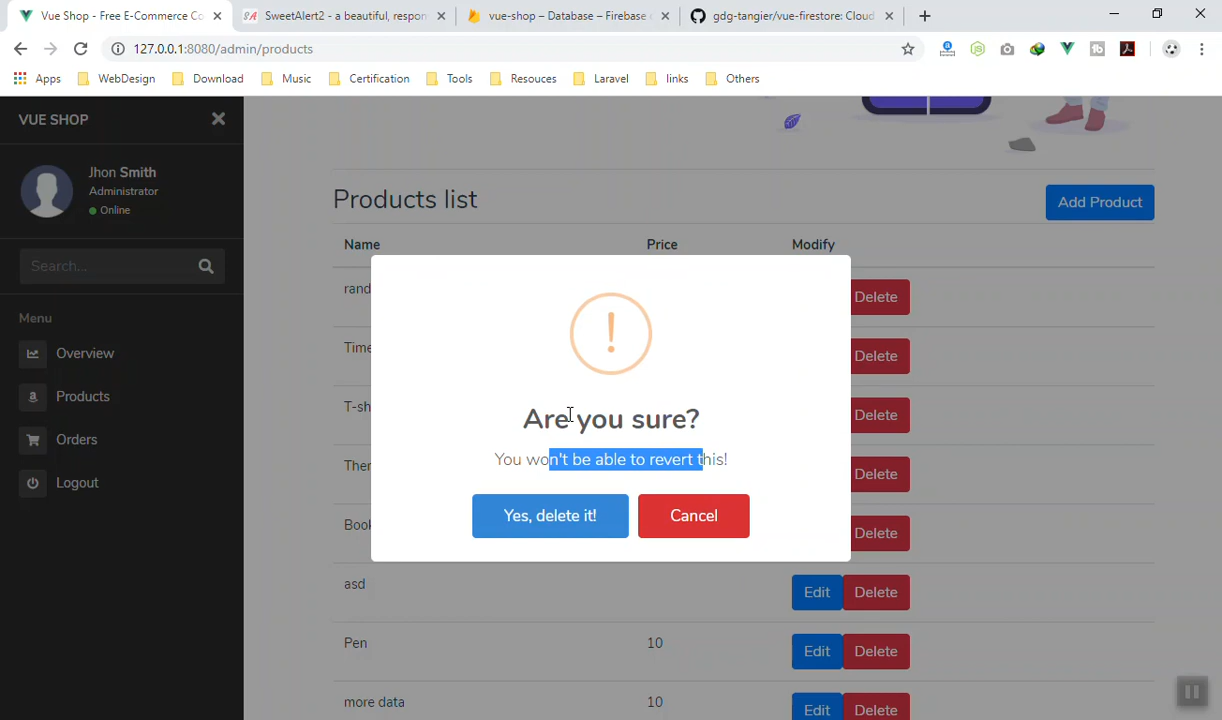 Vue Shop - Free E-Commerce Co
SweetAlert2 - a beautiful, respon
vue-shop – Database – Firebase c
gdg-tangier/vue-firestore: Cloud
127.0.0.1:8080/admin/products
Apps
WebDesign
Download
Music
Certification
Tools
Resouces
Laravel
links
Others
VUE SHOP
Jhon Smith
Administrator
Online
Search...
Menu
Overview
Products
Orders
Logout
Products list
Add Product
Name Price Modify
rand Delete
Time Delete
T-sh Delete
Ther Delete
Book Delete
asd Edit Delete
Pen 10 Edit Delete
more data 10 Edit Delete
!
Are you sure?
You won't be able to revert this!
Yes, delete it!
Cancel